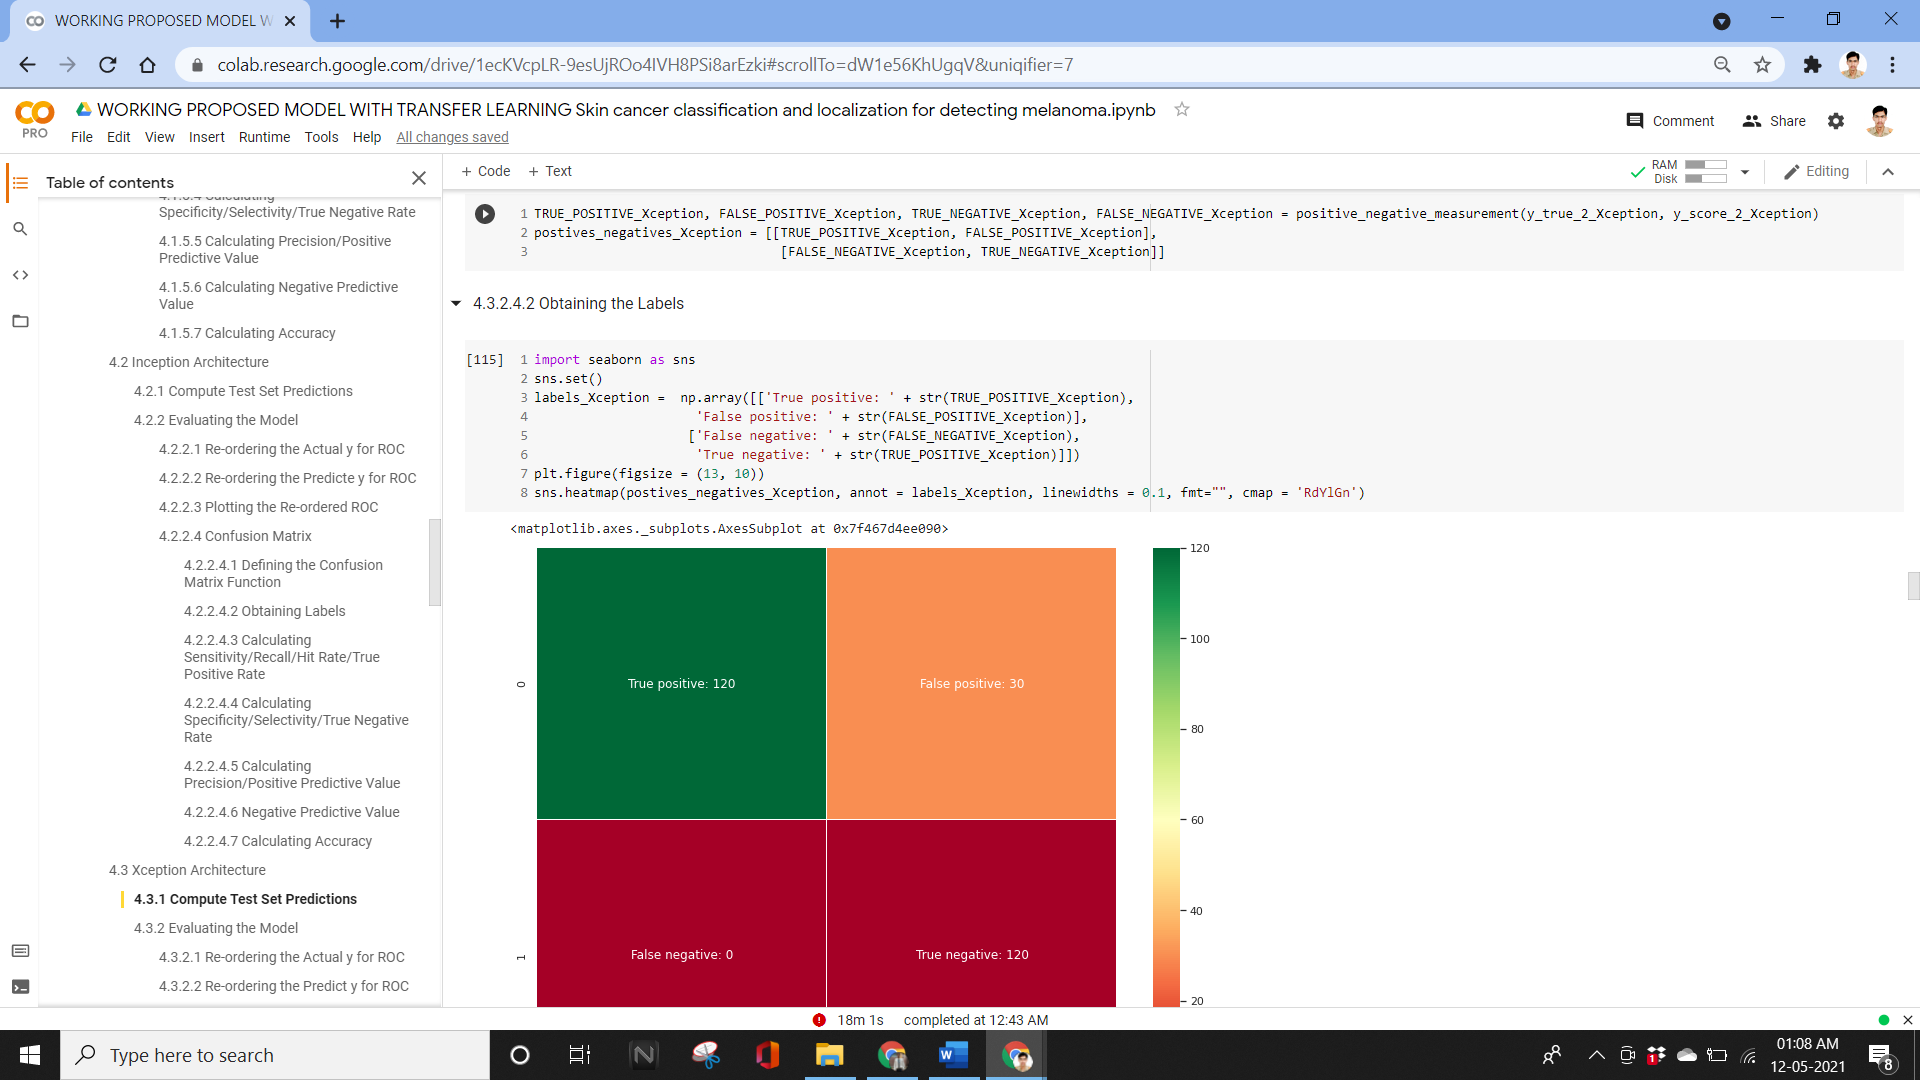 WORKING PROPOSED MODEL W
colab.research.google.com/drive/1ecKVcpLR-9esUjROo4IVH8PSi8arEzki#scrollTo=dW1e56KhUgqV&uniqifier=7
WORKING PROPOSED MODEL WITH TRANSFER LEARNING Skin cancer classification and localization for detecting melanoma.ipynb
PRO
File Edit View Insert Runtime Tools Help All changes saved
Comment Share
Table of contents
+ Code + Text
RAM
Disk
Editing
4.1.5.4 Calculating
Specificity/Selectivity/True Negative Rate
4.1.5.5 Calculating Precision/Positive
Predictive Value
4.1.5.6 Calculating Negative Predictive
Value
4.1.5.7 Calculating Accuracy
4.2 Inception Architecture
4.2.1 Compute Test Set Predictions
4.2.2 Evaluating the Model
4.2.2.1 Re-ordering the Actual y for ROC
4.2.2.2 Re-ordering the Predicte y for ROC
4.2.2.3 Plotting the Re-ordered ROC
4.2.2.4 Confusion Matrix
4.2.2.4.1 Defining the Confusion
Matrix Function
4.2.2.4.2 Obtaining Labels
4.2.2.4.3 Calculating
Sensitivity/Recall/Hit Rate/True
Positive Rate
4.2.2.4.4 Calculating
Specificity/Selectivity/True Negative
Rate
4.2.2.4.5 Calculating
Precision/Positive Predictive Value
4.2.2.4.6 Negative Predictive Value
4.2.2.4.7 Calculating Accuracy
4.3 Xception Architecture
4.3.1 Compute Test Set Predictions
4.3.2 Evaluating the Model
4.3.2.1 Re-ordering the Actual y for ROC
4.3.2.2 Re-ordering the Predict y for ROC
1 TRUE_POSITIVE_Xception, FALSE_POSITIVE_Xception, TRUE_NEGATIVE_Xception, FALSE_NEGATIVE_Xception = positive_negative_measurement(y_true_2_Xception, y_score_2_Xception)
2 postives_negatives_Xception = [[TRUE_POSITIVE_Xception, FALSE_POSITIVE_Xception],
3 [FALSE_NEGATIVE_Xception, TRUE_NEGATIVE_Xception]]
4.3.2.4.2 Obtaining the Labels
[115] 1 import seaborn as sns
2 sns.set()
3 labels_Xception = np.array([['True positive: ' + str(TRUE_POSITIVE_Xception),
4 'False positive: ' + str(FALSE_POSITIVE_Xception)],
5 ['False negative: ' + str(FALSE_NEGATIVE_Xception),
6 'True negative: ' + str(TRUE_POSITIVE_Xception)]])
7 plt.figure(figsize = (13, 10))
8 sns.heatmap(postives_negatives_Xception, annot = labels_Xception, linewidths = 0.1, fmt="", cmap = 'RdYlGn')
<matplotlib.axes._subplots.AxesSubplot at 0x7f467d4ee090>
0
True positive: 120
False positive: 30
1
False negative: 0
True negative: 120
120
100
80
60
40
20
18m 1s completed at 12:43 AM
Type here to search
01:08 AM
12-05-2021
8